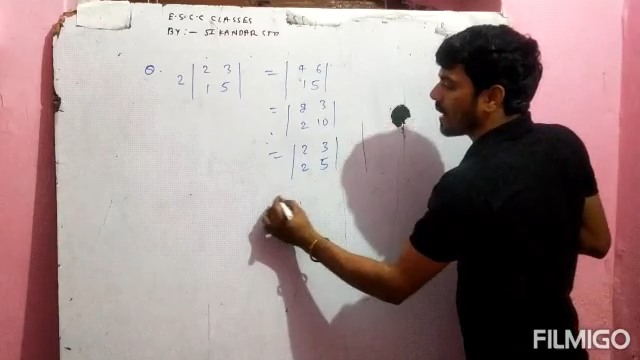 E.S.C.C CLASSES
BY:- SIKANDAR
Q. 2 | 2 3 | = | 4 6 |
| 1 5 | | 1 5 |
= | 2 3 |
| 2 10 |
= | 2 3 |
| 2 5 |
FILMIGO